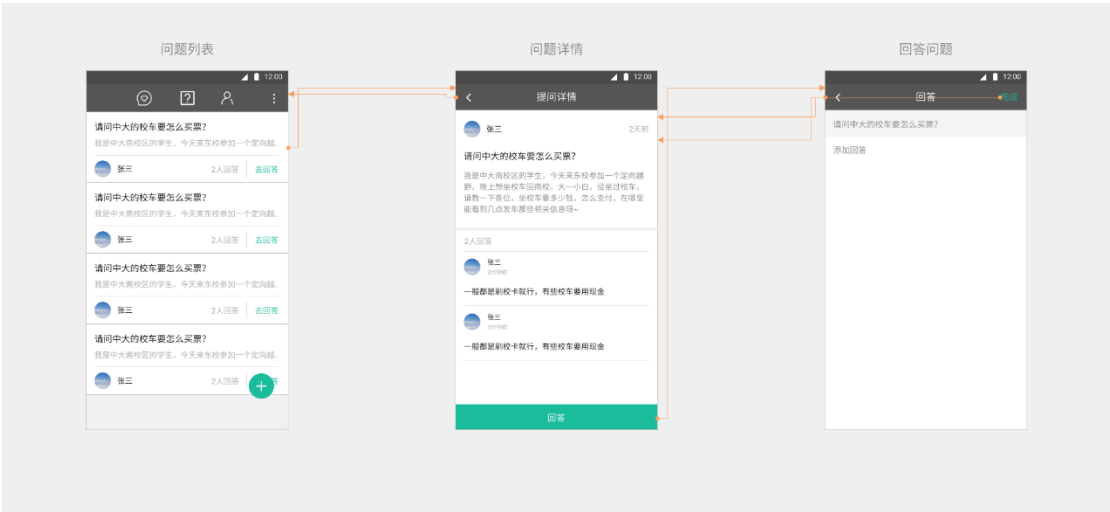 问题列表
12:00
请问中大的校车要怎么买票？
我是中大南校区的学生，今天来东校参加一个定向越..
张三
2人回答
去回答
请问中大的校车要怎么买票？
我是中大南校区的学生，今天来东校参加一个定向越..
张三
2人回答
去回答
请问中大的校车要怎么买票？
我是中大南校区的学生，今天来东校参加一个定向越..
张三
2人回答
去回答
请问中大的校车要怎么买票？
我是中大南校区的学生，今天来东校参加一个定向越..
张三
2人回答
答
问题详情
12:00
提问详情
张三
2天前
请问中大的校车要怎么买票？
我是中大南校区的学生，今天来东校参加一个定向越
野，晚上想坐校车回南校。大一小白，没坐过校车，
请教一下各位，坐校车要多少钱，怎么支付，在哪里
能看到几点发车那些相关信息呀~
2人回答
张三
一般都是刷校卡就行，有些校车要用现金
张三
一般都是刷校卡就行，有些校车要用现金
回答
回答问题
12:00
回答
完成
请问中大的校车要怎么买票？
添加回答